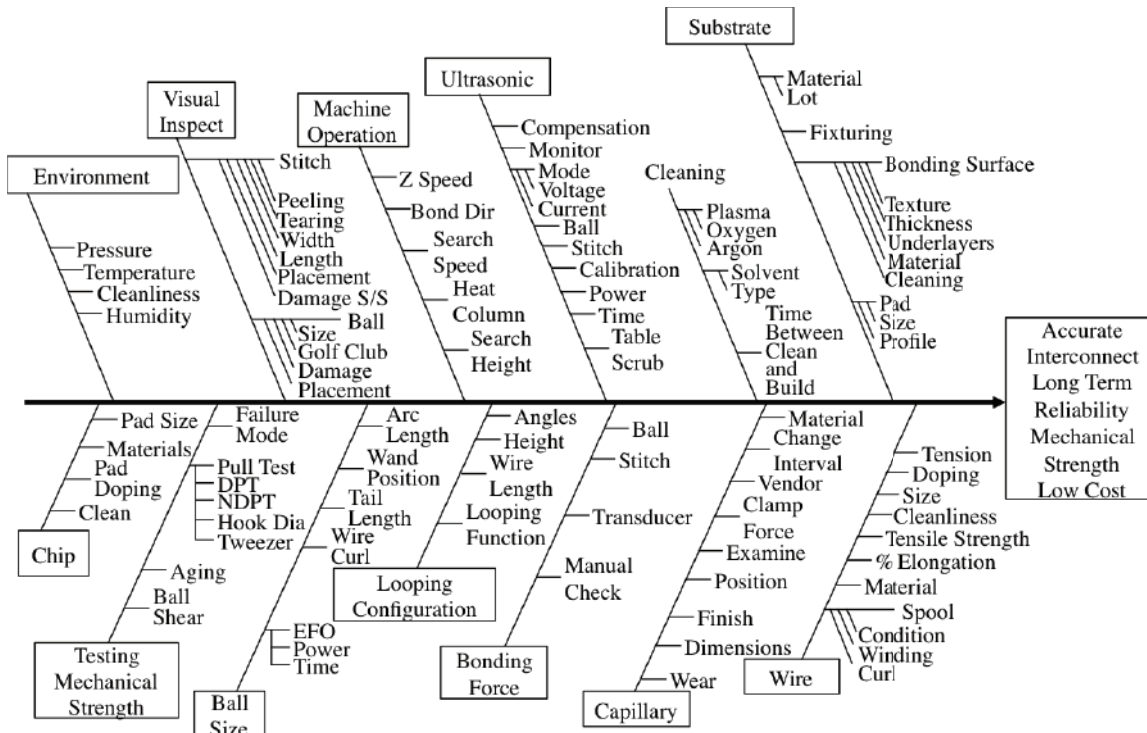 Substrate
Material
Lot
Fixturing
Bonding Surface
Texture
Thickness
Underlayers
Material
Cleaning
Pad
Size
Profile
Ultrasonic
Compensation
Monitor
Mode
Voltage
Current
Ball
Stitch
Calibration
Power
Time
Table
Scrub
Cleaning
Plasma
Oxygen
Argon
Solvent
Type
Time
Between
Clean
and
Build
Visual
Inspect
Stitch
Peeling
Tearing
Width
Length
Placement
Damage S/S
Ball
Size
Golf Club
Damage
Placement
Machine
Operation
Z Speed
Bond Dir
Search
Speed
Heat
Column
Search
Height
Environment
Pressure
Temperature
Cleanliness
Humidity
Accurate
Interconnect
Long Term
Reliability
Mechanical
Strength
Low Cost
Pad Size
Materials
Pad
Doping
Clean
Chip
Failure
Mode
Pull Test
DPT
NDPT
Hook Dia
Tweezer
Aging
Ball
Shear
Testing
Mechanical
Strength
Arc
Length
Wand
Position
Tail
Length
Wire
Curl
EFO
Power
Time
Ball
Size
Angles
Height
Wire
Length
Looping
Function
Looping
Configuration
Ball
Stitch
Transducer
Manual
Check
Bonding
Force
Material
Change
Interval
Vendor
Clamp
Force
Examine
Position
Finish
Dimensions
Wear
Capillary
Tension
Doping
Size
Cleanliness
Tensile Strength
% Elongation
Material
Spool
Condition
Winding
Curl
Wire